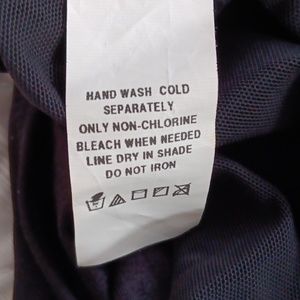 HAND WASH COLD
SEPARATELY
ONLY NON-CHLORINE
BLEACH WHEN NEEDED
LINE DRY IN SHADE
DO NOT IRON